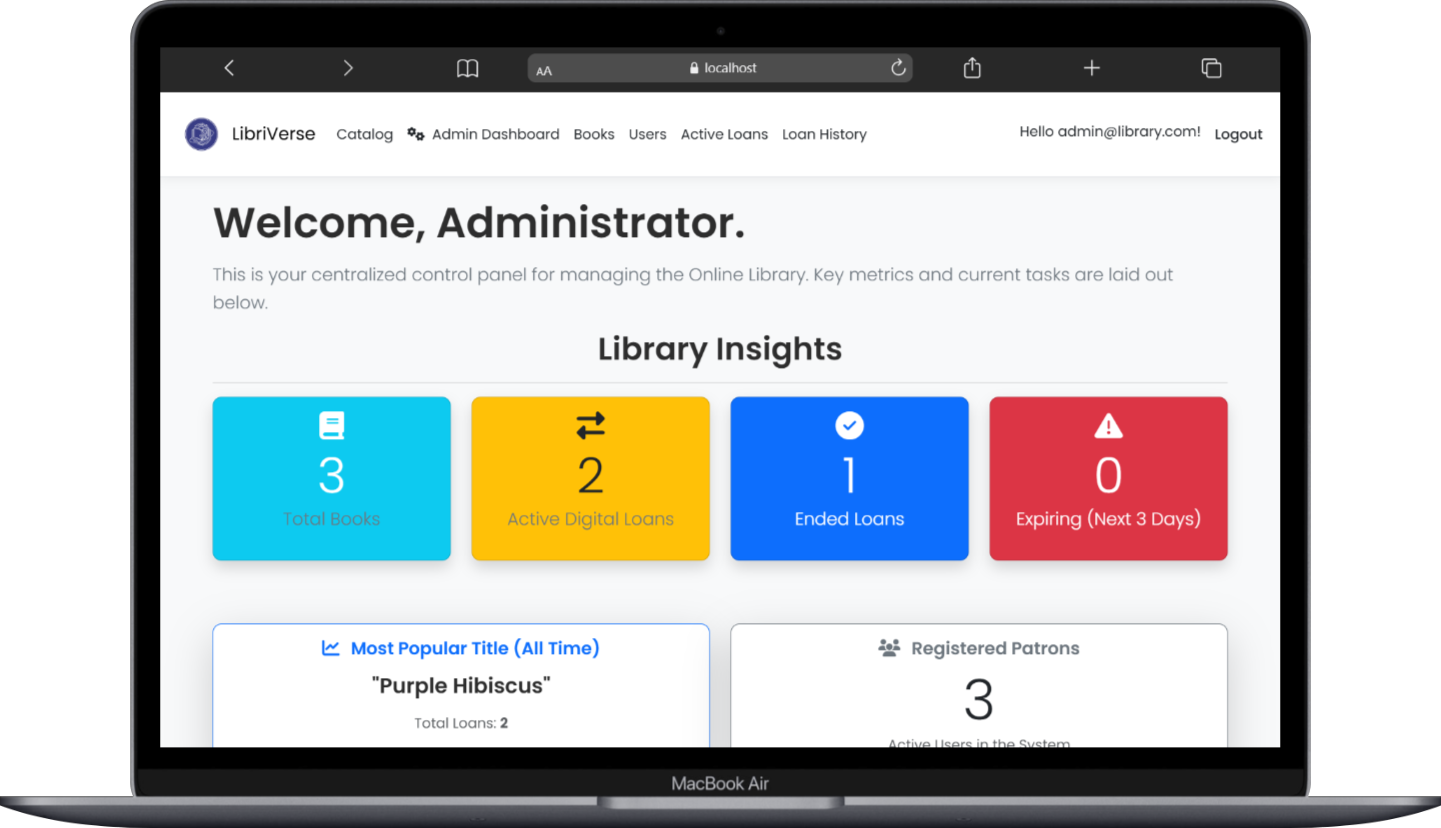 AA localhost
LibriVerse Catalog Admin Dashboard Books Users Active Loans Loan History Hello admin@library.com! Logout
Welcome, Administrator.
This is your centralized control panel for managing the Online Library. Key metrics and current tasks are laid out
below.
Library Insights
3
Total Books
2
Active Digital Loans
1
Ended Loans
0
Expiring (Next 3 Days)
Most Popular Title (All Time)
"Purple Hibiscus"
Total Loans: 2
Registered Patrons
3
Active Users in the System
MacBook Air